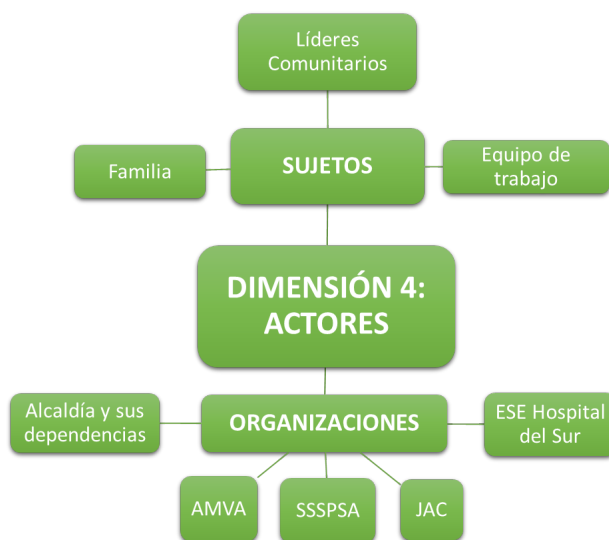 Líderes
Comunitarios
Familia
SUJETOS
Equipo de
trabajo
DIMENSIÓN 4:
ACTORES
Alcaldía y sus
dependencias
ORGANIZACIONES
ESE Hospital
del Sur
AMVA
SSSPSA
JAC